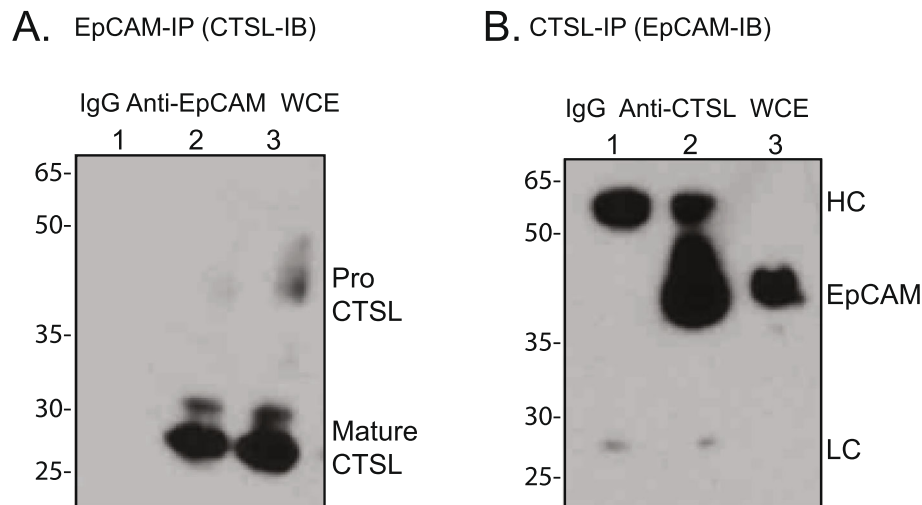 A. EpCAM-IP (CTSL-IB)
IgG Anti-EpCAM WCE
1 2 3
65-
50-
Pro
CTSL
35-
30-
Mature
CTSL
25-
B. CTSL-IP (EpCAM-IB)
IgG Anti-CTSL WCE
1 2 3
65-
HC
50-
EpCAM
35-
30-
LC
25-